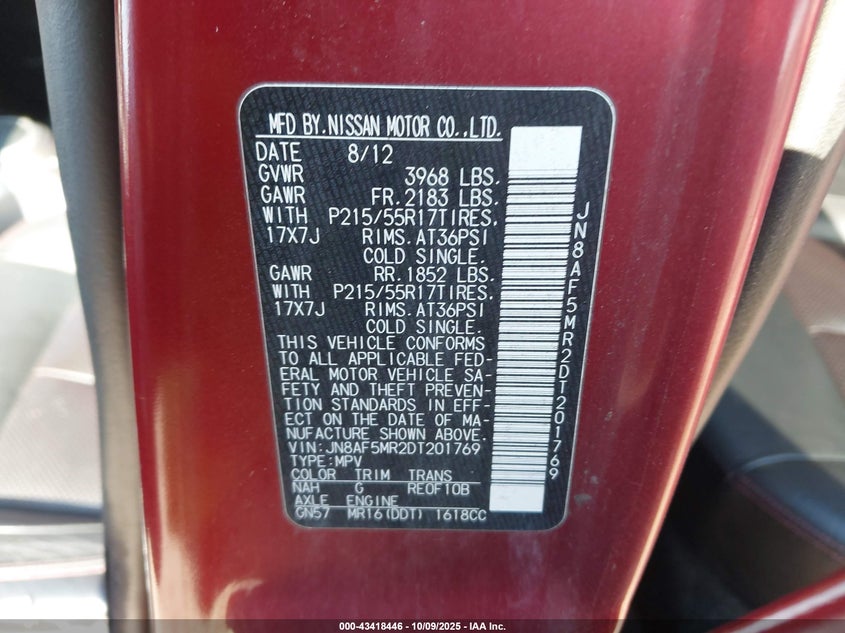 MFD BY.NISSAN MOTOR CO.,LTD.
DATE 8/12
GVWR 3968 LBS.
GAWR FR.2183 LBS.
WITH P215/55R17TIRES,
17X7J RIMS.AT36PSI
COLD SINGLE.
GAWR RR.1852 LBS.
WITH P215/55R17TIRES,
17X7J RIMS.AT36PSI
COLD SINGLE.
THIS VEHICLE CONFORMS
TO ALL APPLICABLE FED-
ERAL MOTOR VEHICLE SA-
FETY AND THEFT PREVEN-
TION STANDARDS IN EFF-
ECT ON THE DATE OF MA-
NUFACTURE SHOWN ABOVE.
VIN:JN8AF5MR2DT201769
TYPE:MPV
COLOR TRIM TRANS
NAH G RE0F10B
AXLE ENGINE
GN57 MR16(DDT) 1618CC
JN8AF5MR2DT201769
000-43418446 - 10/09/2025 - IAA Inc.